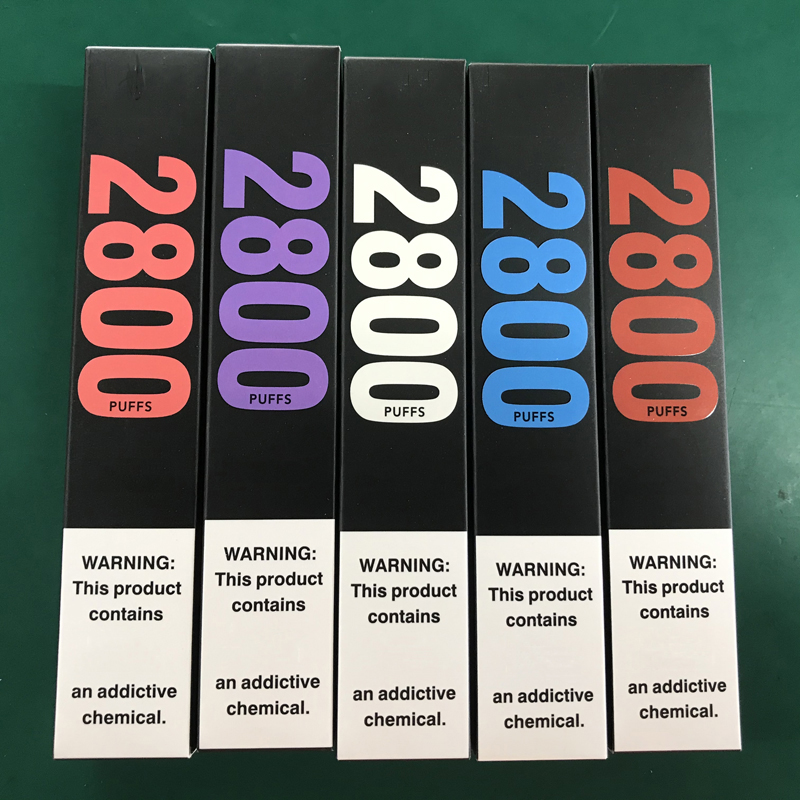 2800
PUFFS
WARNING:
This product
contains
an addictive
chemical.
2800
PUFFS
WARNING:
This product
contains
an addictive
chemical.
2800
PUFFS
WARNING:
This product
contains
an addictive
chemical.
2800
PUFFS
WARNING:
This product
contains
an addictive
chemical.
2800
PUFFS
WARNING:
This product
contains
an addictive
chemical.